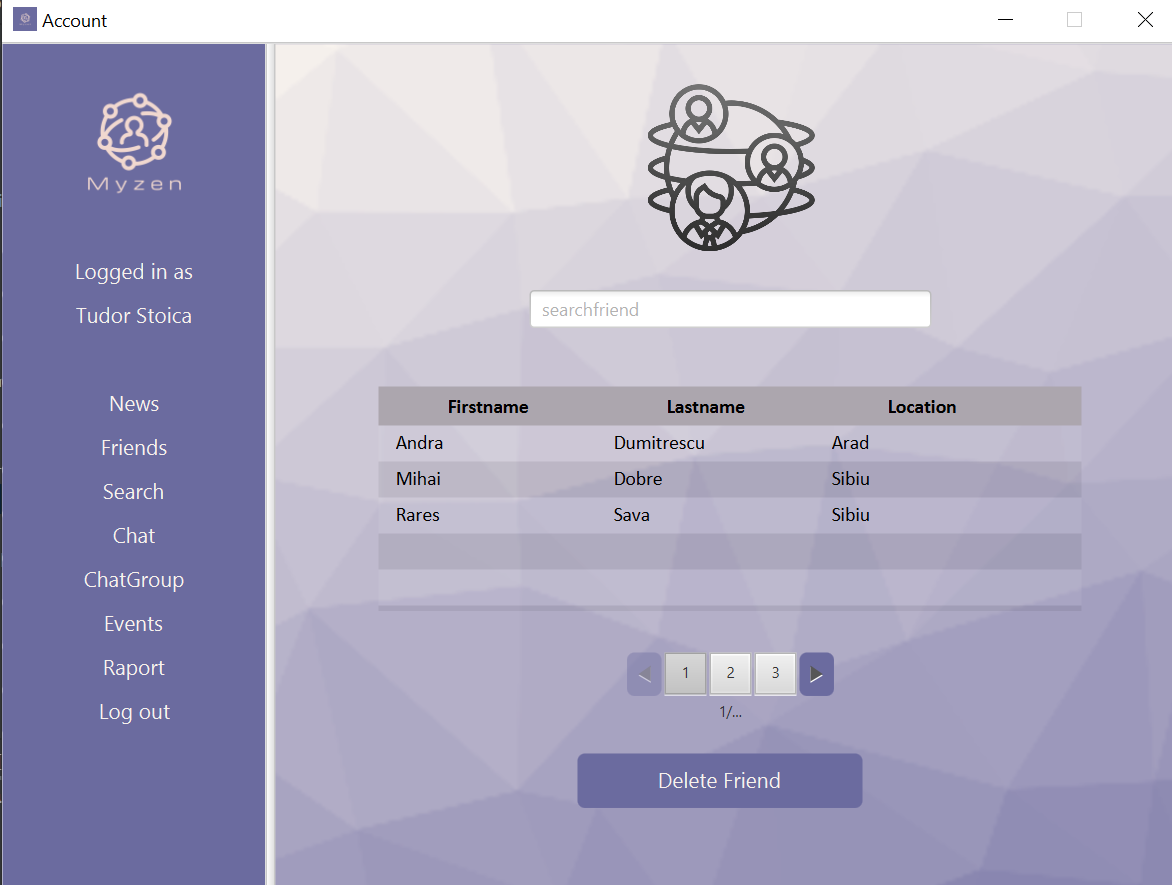 Account
Myzen
Logged in as
Tudor Stoica
News
Friends
Search
Chat
ChatGroup
Events
Raport
Log out
searchfriend
Firstname Lastname Location
Andra Dumitrescu Arad
Mihai Dobre Sibiu
Rares Sava Sibiu
1 2 3
1/...
Delete Friend